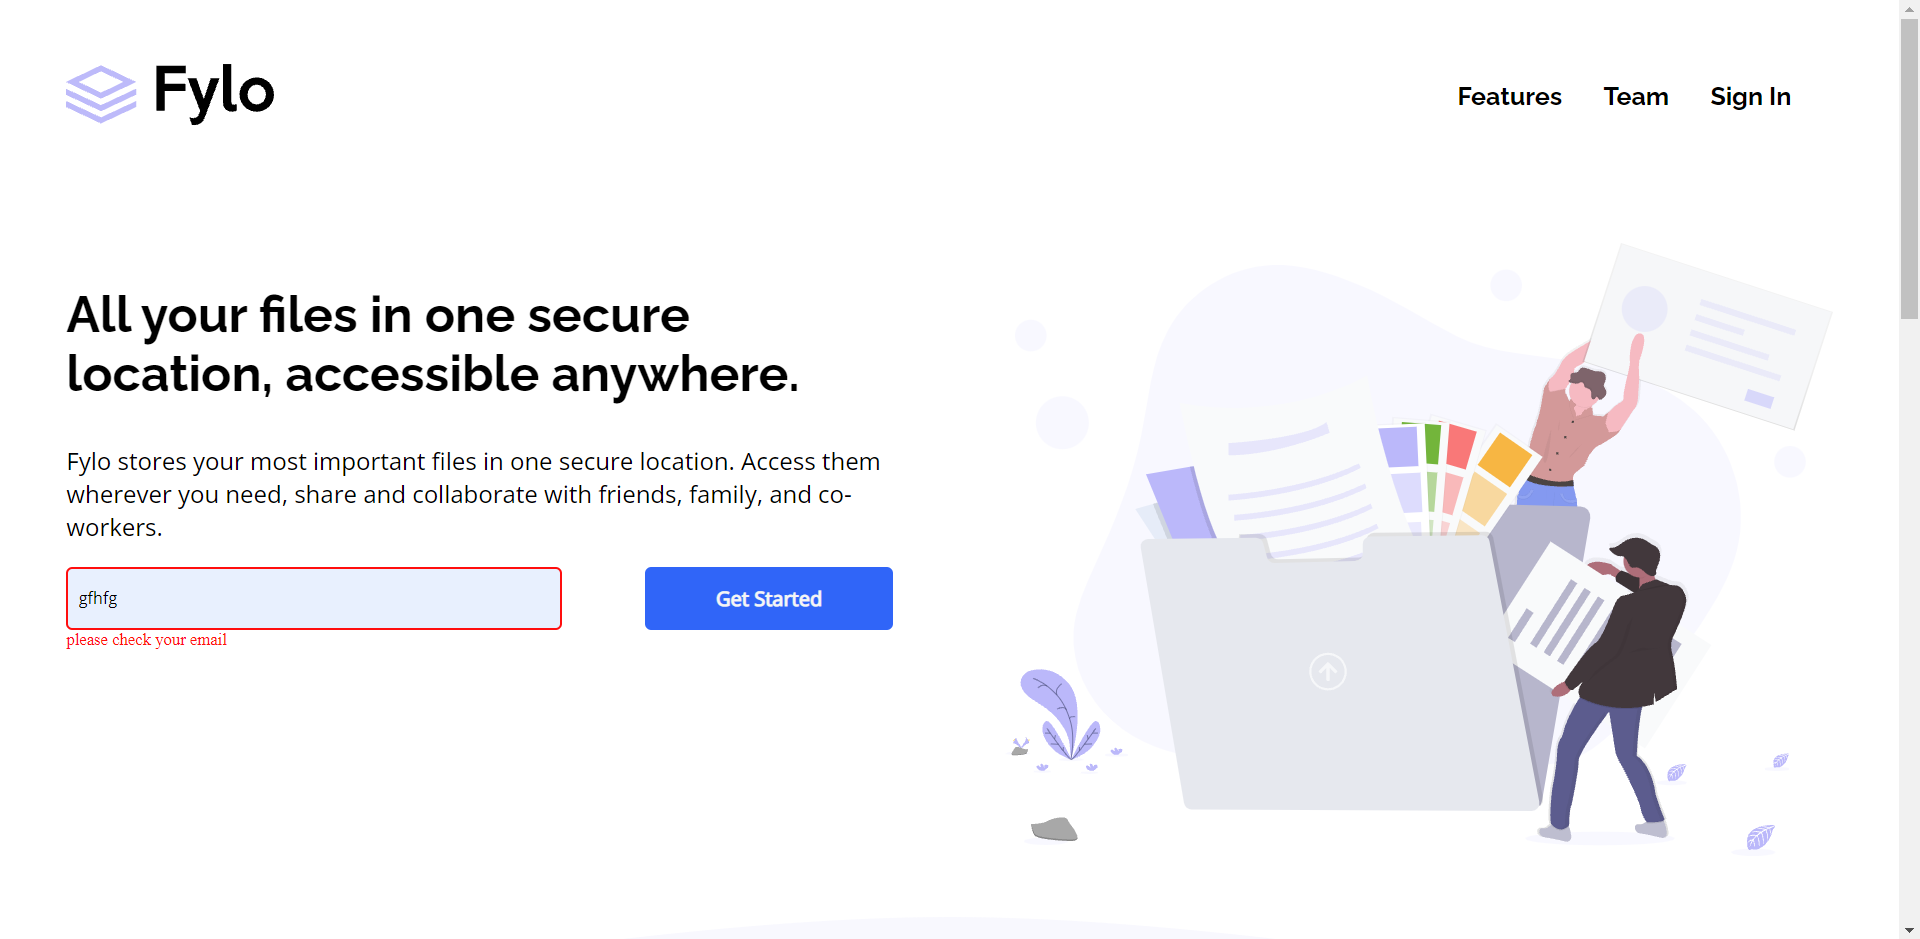 Fylo
Features Team Sign In
All your files in one secure
location, accessible anywhere.
Fylo stores your most important files in one secure location. Access them
wherever you need, share and collaborate with friends, family, and co-
workers.
gfhfg
Get Started
please check your email